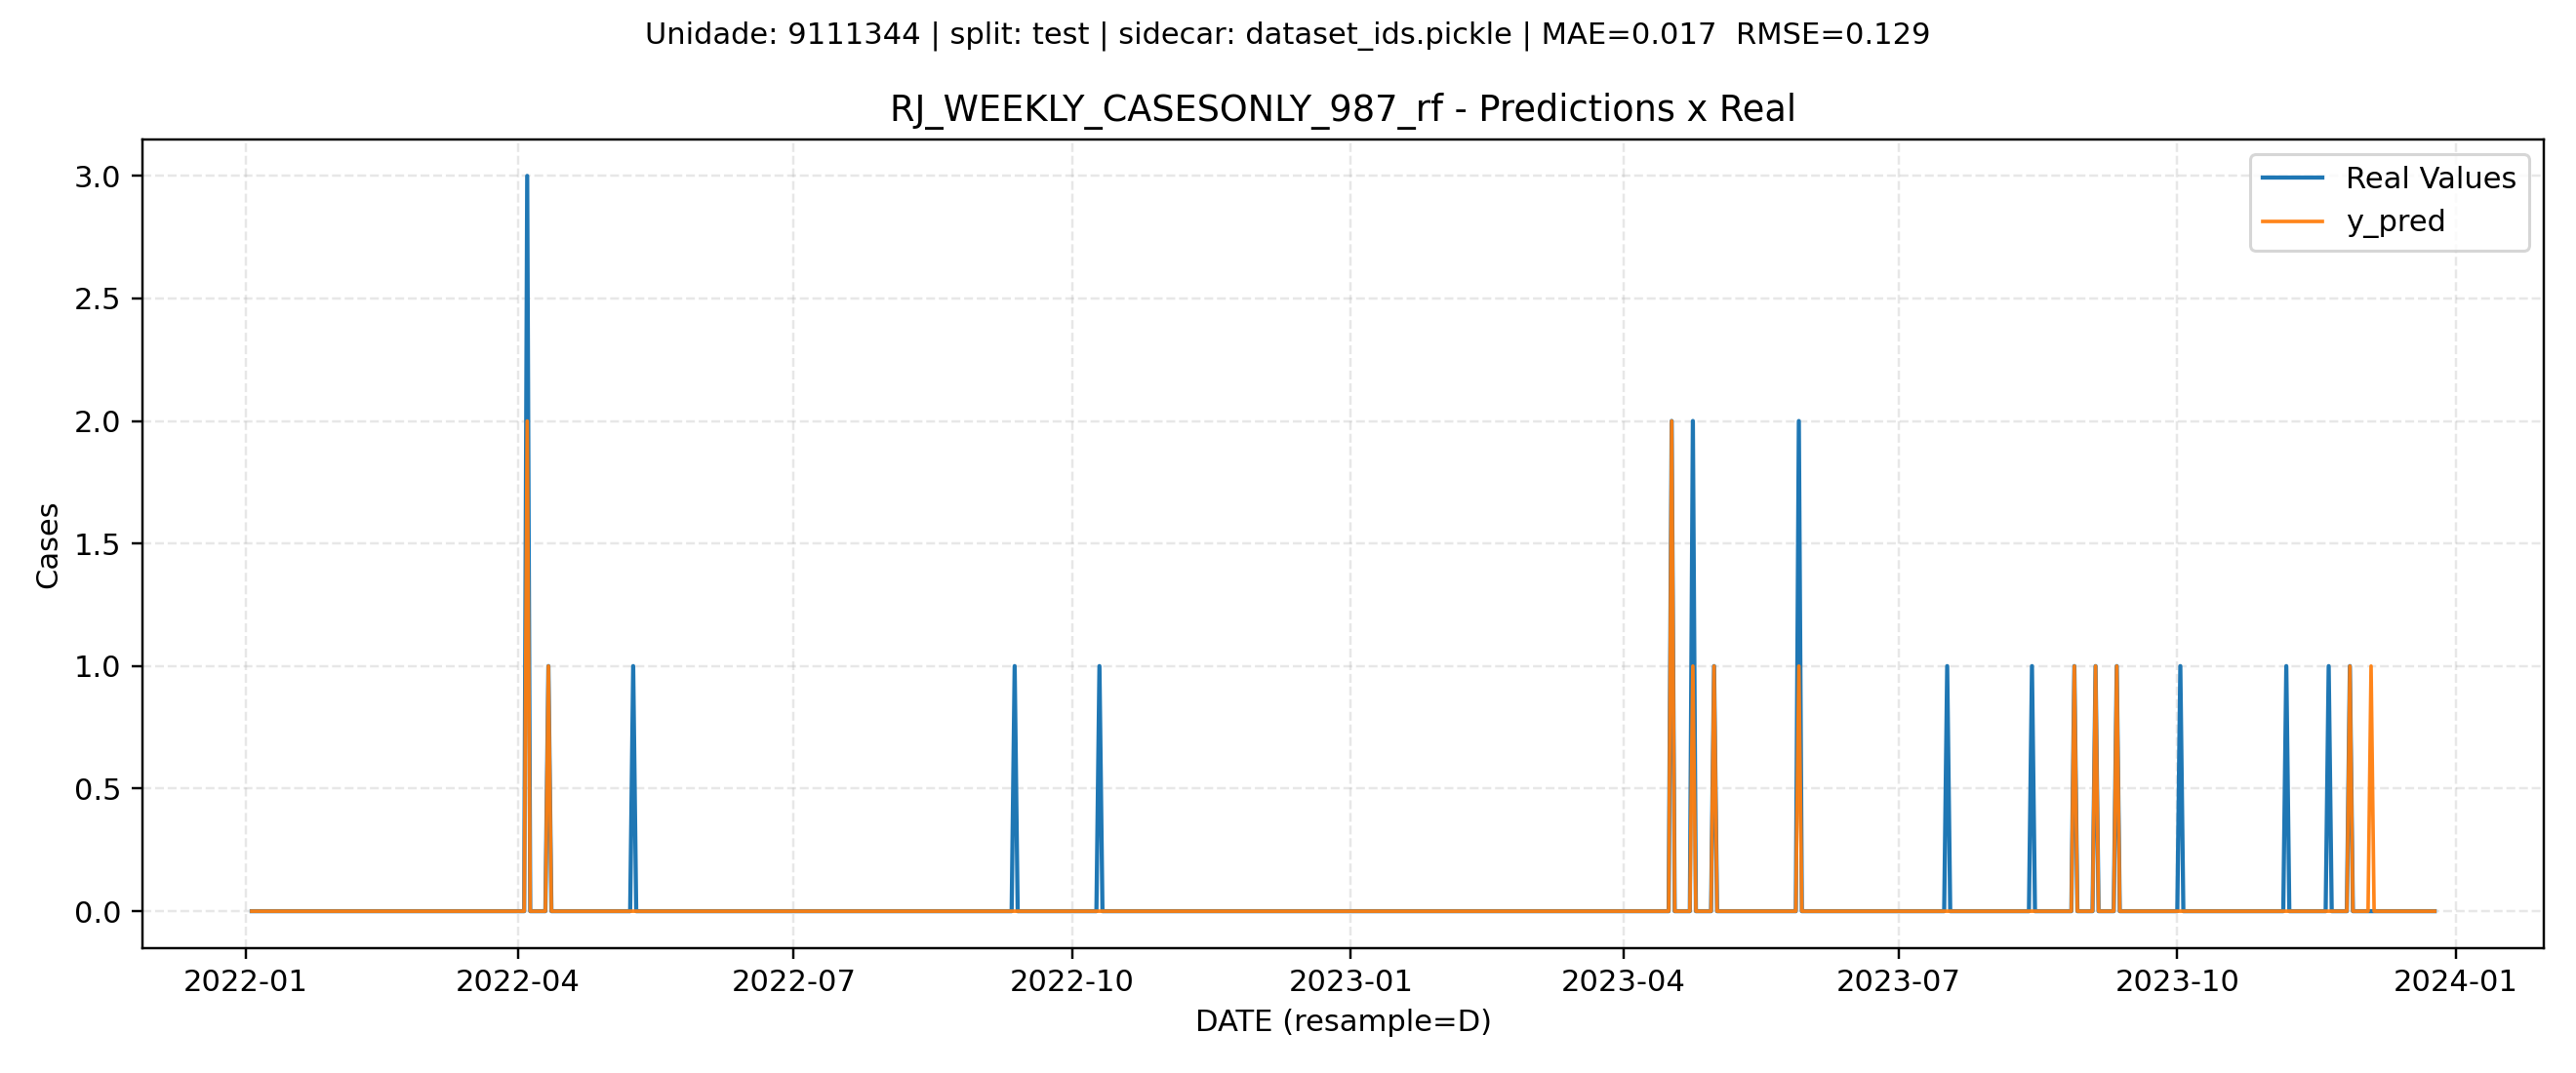 Unidade: 9111344 | split: test | sidecar: dataset_ids.pickle | MAE=0.017  RMSE=0.129
RJ_WEEKLY_CASESONLY_987_rf - Predictions x Real
Real Values
y_pred
Cases
3.0
2.5
2.0
1.5
1.0
0.5
0.0
2022-01 2022-04 2022-07 2022-10 2023-01 2023-04 2023-07 2023-10 2024-01
DATE (resample=D)